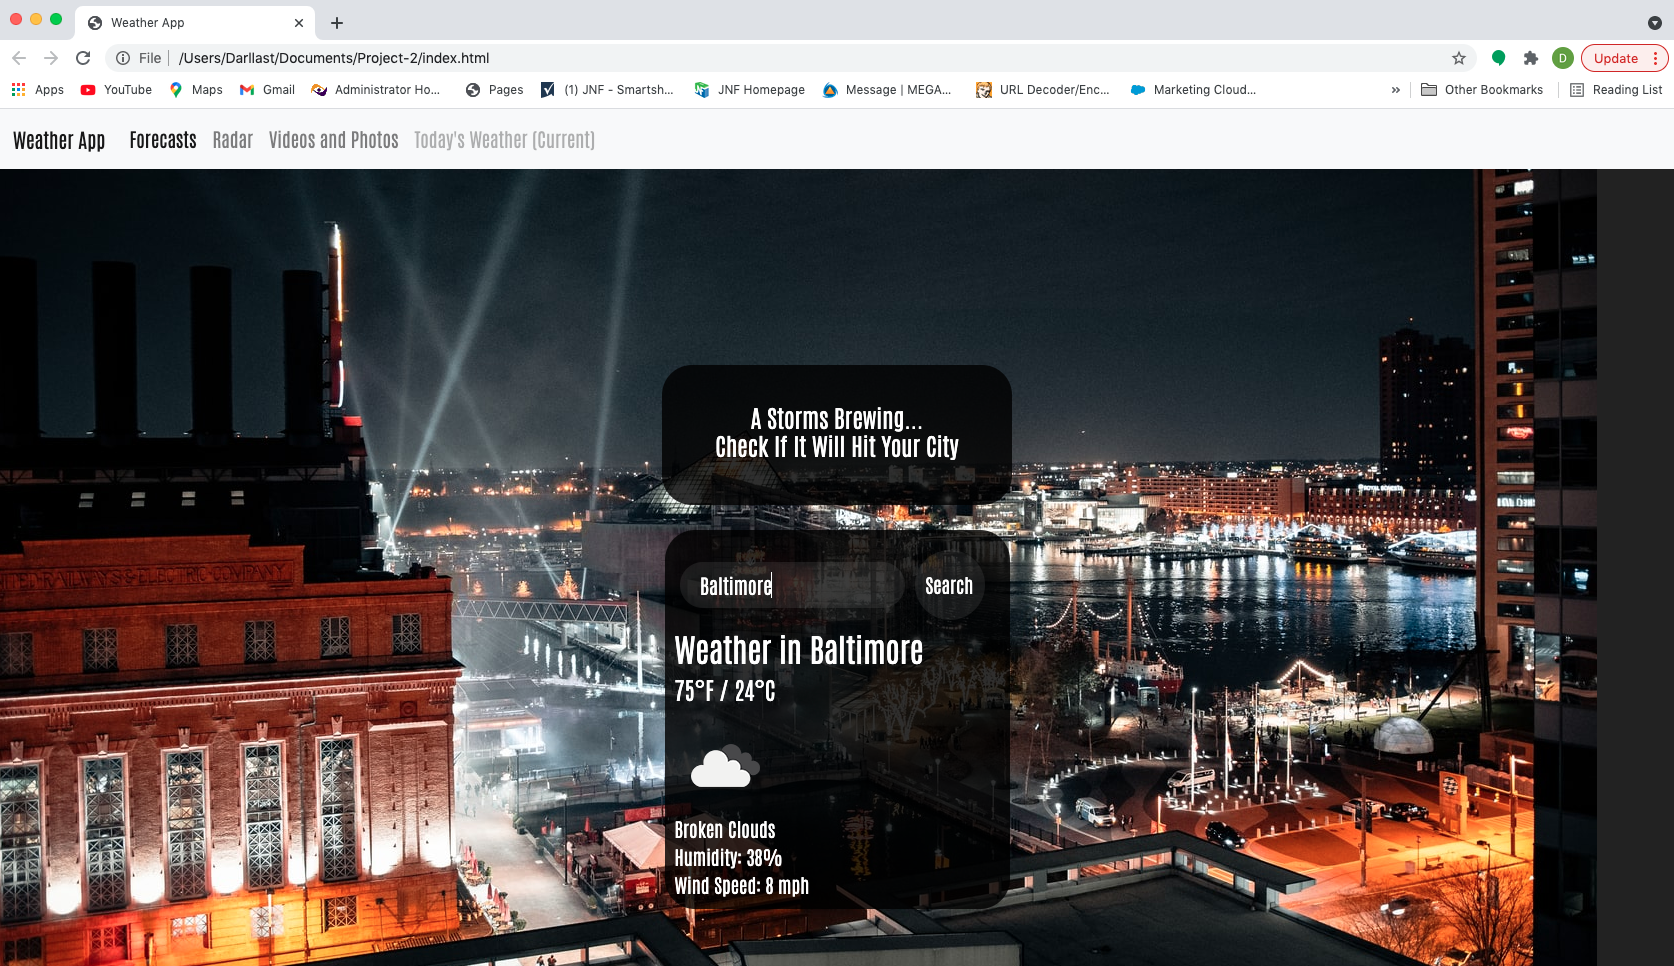 Weather App
File
/Users/Darllast/Documents/Project-2/index.html
D
Update
Apps
YouTube
Maps
Gmail
Administrator Ho...
Pages
(1) JNF - Smartsh...
JNF Homepage
Message | MEGA...
URL Decoder/Enc...
Marketing Cloud...
»
Other Bookmarks
Reading List
Weather App
Forecasts
Radar
Videos and Photos
Today's Weather (Current)
A Storms Brewing...
Check If It Will Hit Your City
Baltimore
Search
Weather in Baltimore
75°F / 24°C
Broken Clouds
Humidity: 38%
Wind Speed: 8 mph